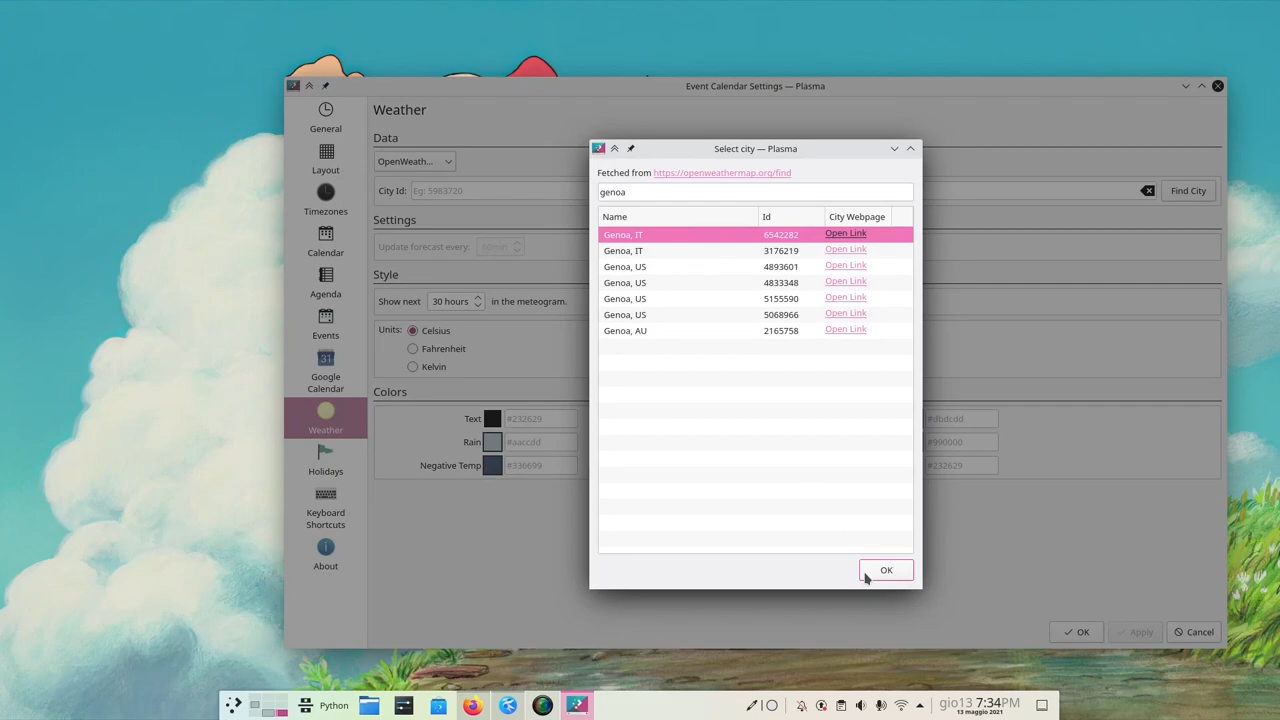 Event Calendar Settings — Plasma
General
Layout
Timezones
Calendar
Agenda
Events
31
Google
Calendar
Weather
Holidays
Keyboard
Shortcuts
About
Weather
Data
OpenWeath...
City Id:
Eg: 5983720
Find City
Settings
Update forecast every:
Style
Show next
30 hours
in the meteogram.
Units:
Celsius
Fahrenheit
Kelvin
Colors
Text
#232629
#dbdcdd
Rain
#aaccdd
#990000
Negative Temp
#336699
#232629
OK
Apply
Cancel
Select city — Plasma
Fetched from https://openweathermap.org/find
genoa
Name Id City Webpage
Genoa, IT 6542282 Open Link
Genoa, IT 3176219 Open Link
Genoa, US 4893601 Open Link
Genoa, US 4833348 Open Link
Genoa, US 5155590 Open Link
Genoa, US 5068966 Open Link
Genoa, AU 2165758 Open Link
OK
Python
gio13 7:34PM
13 maggio 2021